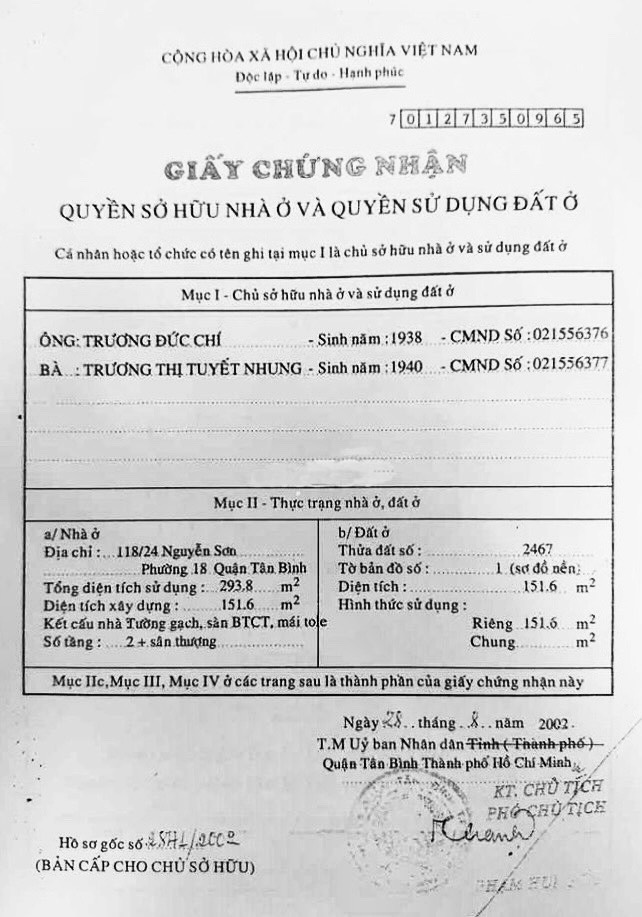 CỘNG HÒA XÃ HỘI CHỦ NGHĨA VIỆT NAM
Độc lập - Tự do - Hạnh phúc
7 0 1 2 7 3 5 0 9 6 5
GIẤY CHỨNG NHẬN
QUYỀN SỞ HỮU NHÀ Ở VÀ QUYỀN SỬ DỤNG ĐẤT Ở
Cá nhân hoặc tổ chức có tên ghi tại mục I là chủ sở hữu nhà ở và sử dụng đất ở
Mục I - Chủ sở hữu nhà ở và sử dụng đất ở
ÔNG: TRƯƠNG ĐỨC CHÍ - Sinh năm : 1938 - CMND Số : 021556376
BÀ : TRƯƠNG THỊ TUYẾT NHUNG - Sinh năm : 1940 - CMND Số : 021556377
Mục II - Thực trạng nhà ở, đất ở
a/ Nhà ở
Địa chỉ : 118/24 Nguyễn Sơn
Phường 18 Quận Tân Bình
Tổng diện tích sử dụng : 293.8 m²
Diện tích xây dựng : 151.6 m²
Kết cấu nhà Tường gạch, sàn BTCT, mái tole
Số tầng : 2 + sân thượng
b/ Đất ở
Thửa đất số : 2467
Tờ bản đồ số : 1 (sơ đồ nền)
Diện tích : 151.6 m²
Hình thức sử dụng :
Riêng 151.6 m²
Chung m²
Mục IIc, Mục III, Mục IV ở các trang sau là thành phần của giấy chứng nhận này
Ngày 28 tháng 8 năm 2002
T.M Uỷ ban Nhân dân Tỉnh ( Thành phố )
Quận Tân Bình Thành phố Hồ Chí Minh
KT. CHỦ TỊCH
PHÓ CHỦ TỊCH
Hồ sơ gốc số /2002
(BẢN CẤP CHO CHỦ SỞ HỮU)